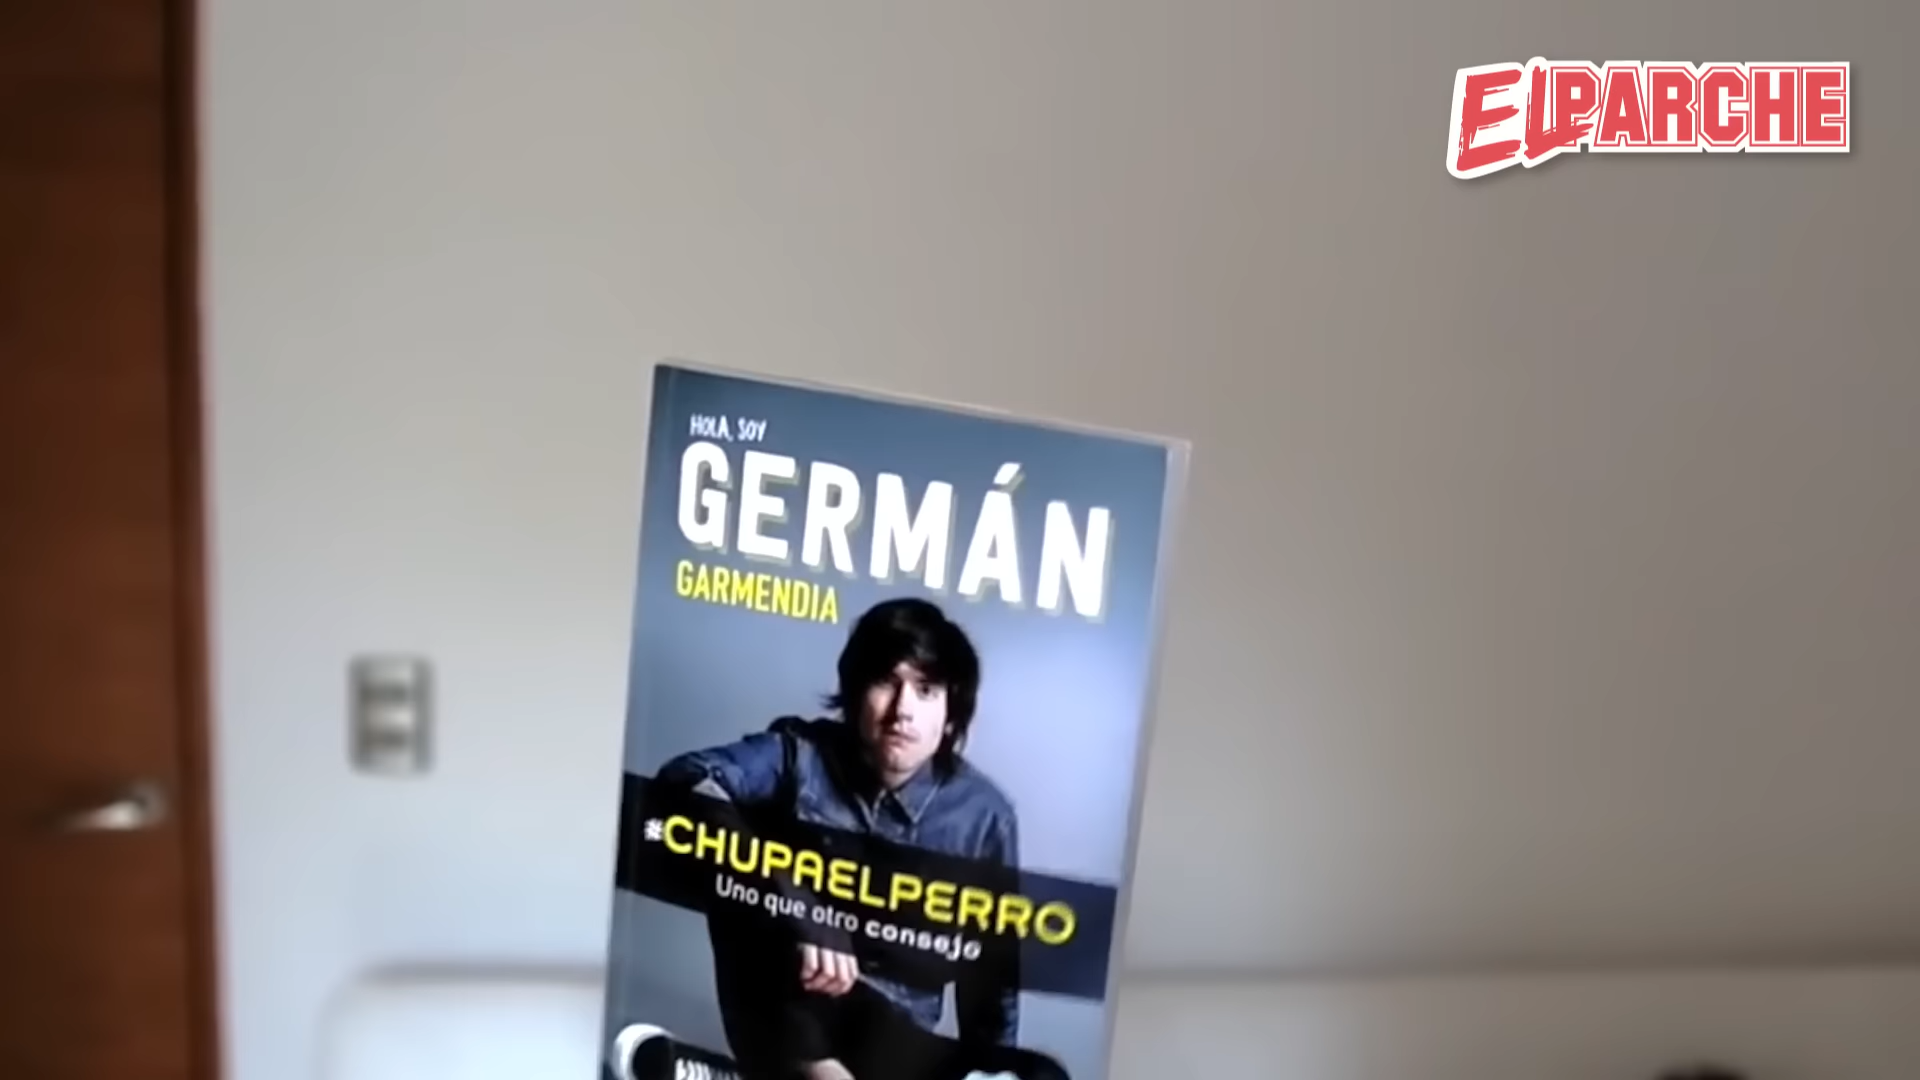 ELPARCHE
HOLA, SOY
GERMÁN
GARMENDIA
#CHUPAELPERRO
Uno que otro consejo